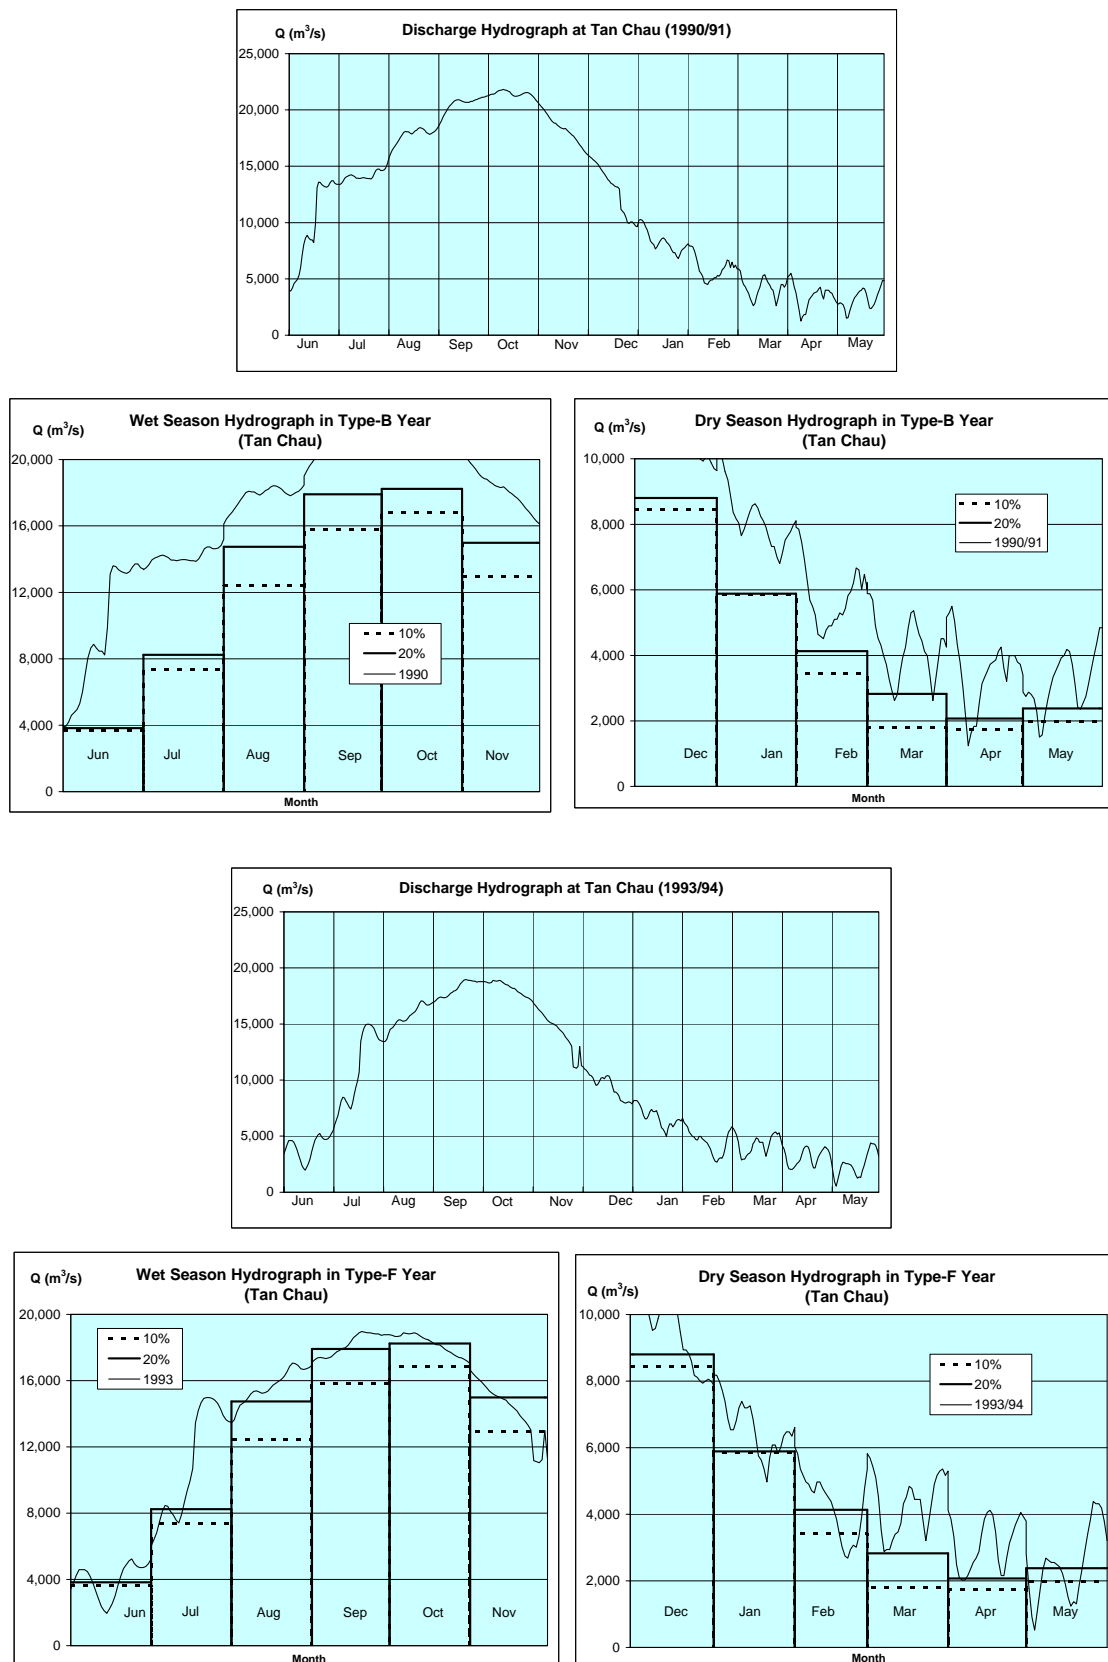 Q (m³/s)
Discharge Hydrograph at Tan Chau (1990/91)
25,000
20,000
15,000
10,000
5,000
0
Jun Jul Aug Sep Oct Nov Dec Jan Feb Mar Apr May
Q (m³/s)
Wet Season Hydrograph in Type-B Year
(Tan Chau)
20,000
16,000
12,000
8,000
4,000
0
10%
20%
1990
Jun Jul Aug Sep Oct Nov
Month
Q (m³/s)
Dry Season Hydrograph in Type-B Year
(Tan Chau)
10,000
8,000
6,000
4,000
2,000
0
10%
20%
1990/91
Dec Jan Feb Mar Apr May
Month
Q (m³/s)
Discharge Hydrograph at Tan Chau (1993/94)
25,000
20,000
15,000
10,000
5,000
0
Jun Jul Aug Sep Oct Nov Dec Jan Feb Mar Apr May
Q (m³/s)
Wet Season Hydrograph in Type-F Year
(Tan Chau)
20,000
16,000
12,000
8,000
4,000
0
10%
20%
1993
Jun Jul Aug Sep Oct Nov
Month
Q (m³/s)
Dry Season Hydrograph in Type-F Year
(Tan Chau)
10,000
8,000
6,000
4,000
2,000
0
10%
20%
1993/94
Dec Jan Feb Mar Apr May
Month